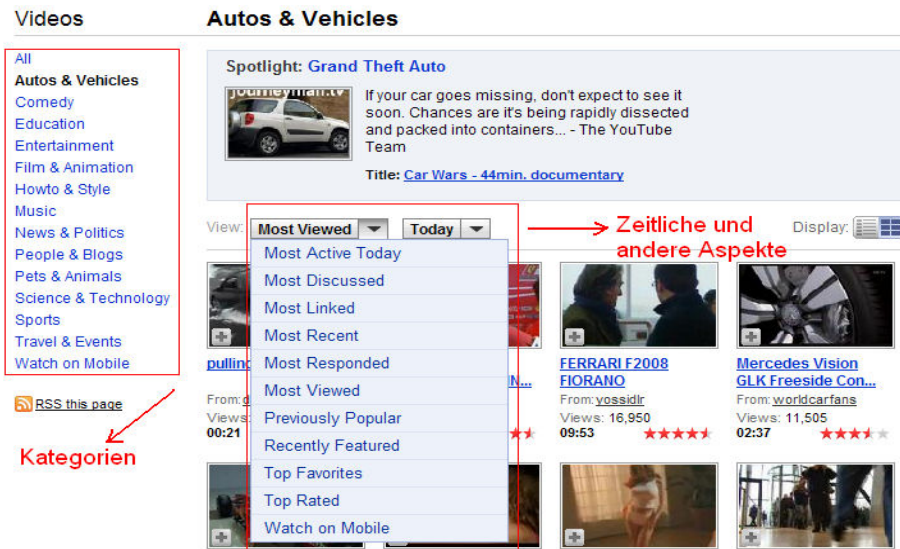 Videos
Autos & Vehicles
All
Autos & Vehicles
Comedy
Education
Entertainment
Film & Animation
Howto & Style
Music
News & Politics
People & Blogs
Pets & Animals
Science & Technology
Sports
Travel & Events
Watch on Mobile
RSS this page
Kategorien
Spotlight: Grand Theft Auto
journeyman.tv
If your car goes missing, don't expect to see it
soon. Chances are it's being rapidly dissected
and packed into containers... - The YouTube
Team
Title: Car Wars - 44min. documentary
View: Most Viewed Today
Zeitliche und
andere Aspekte
Display:
Most Active Today
Most Discussed
Most Linked
Most Recent
Most Responded
Most Viewed
Previously Popular
Recently Featured
Top Favorites
Top Rated
Watch on Mobile
pulling
From:
Views:
00:21
N...
FERRARI F2008
FIORANO
From: yossidlr
Views: 16,950
09:53
Mercedes Vision
GLK Freeside Con...
From: worldcarfans
Views: 11,505
02:37